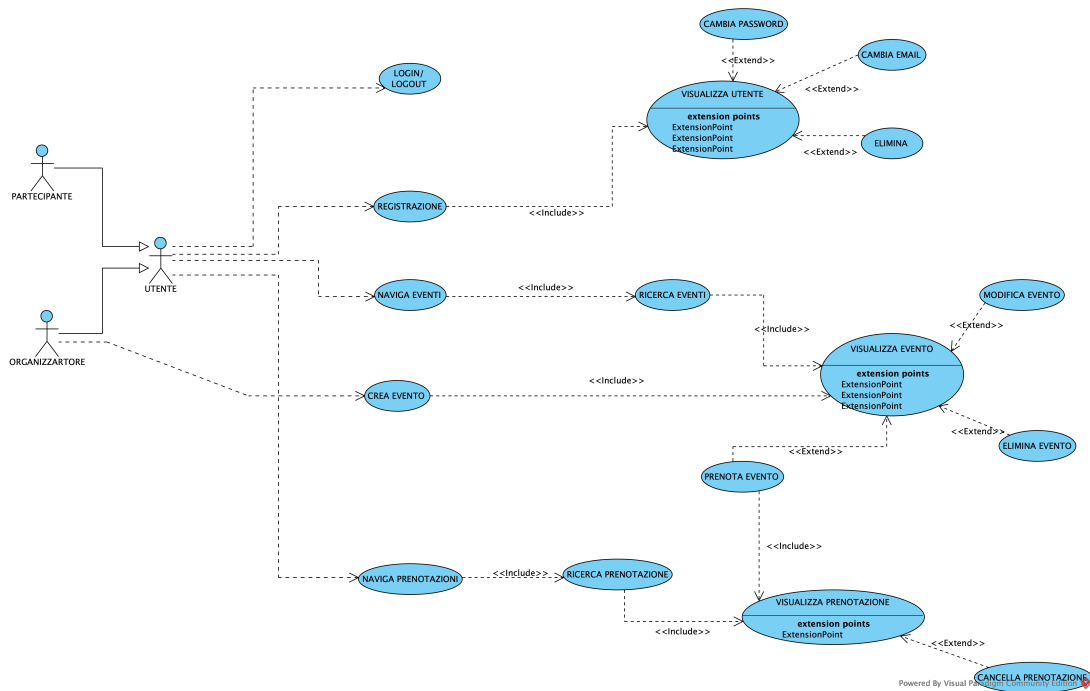 CAMBIA PASSWORD
<<Extend>>
CAMBIA EMAIL
<<Extend>>
LOGIN/
LOGOUT
VISUALIZZA UTENTE
extension points
ExtensionPoint
ExtensionPoint
ExtensionPoint
ELIMINA
<<Extend>>
PARTECIPANTE
REGISTRAZIONE
<<Include>>
UTENTE
NAVIGA EVENTI
<<Include>>
RICERCA EVENTI
<<Include>>
MODIFICA EVENTO
<<Extend>>
ORGANIZZARTORE
VISUALIZZA EVENTO
extension points
ExtensionPoint
ExtensionPoint
ExtensionPoint
CREA EVENTO
<<Include>>
<<Extend>>
ELIMINA EVENTO
<<Extend>>
PRENOTA EVENTO
<<Include>>
NAVIGA PRENOTAZIONI
<<Include>>
RICERCA PRENOTAZIONE
<<Include>>
VISUALIZZA PRENOTAZIONE
extension points
ExtensionPoint
<<Extend>>
CANCELLA PRENOTAZIONE
Powered By Visual Paradigm Community Edition